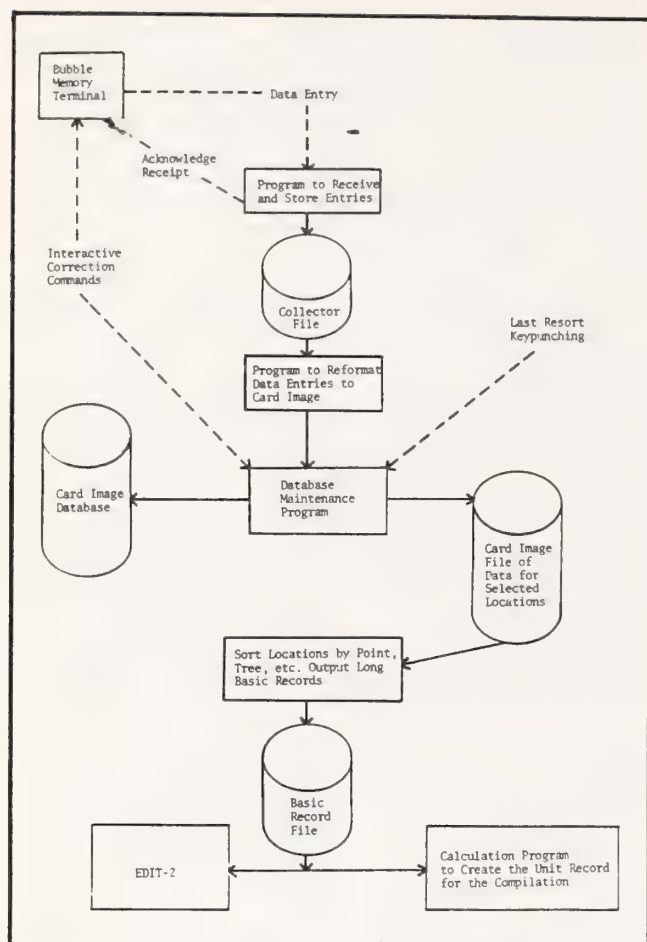 Bubble
Memory
Terminal
Data Entry
Acknowledge
Receipt
Program to Receive
and Store Entries
Interactive
Correction
Commands
Collector
File
Last Resort
Keypunching
Program to Reformat
Data Entries to
Card Image
Card Image
Database
Database
Maintenance
Program
Card Image
File of
Data for
Selected
Locations
Sort Locations by Point,
Tree, etc. Output Long
Basic Records
Basic
Record
File
EDIT-2
Calculation Program
to Create the Unit Record
for the Compilation